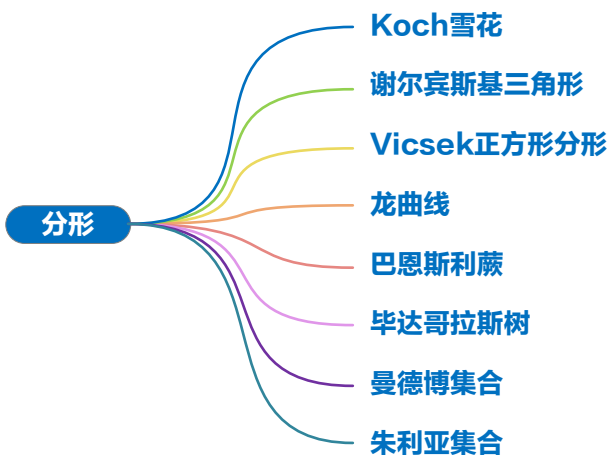 Koch雪花
谢尔宾斯基三角形
Vicsek正方形分形
分形
龙曲线
巴恩斯利蕨
毕达哥拉斯树
曼德博集合
朱利亚集合